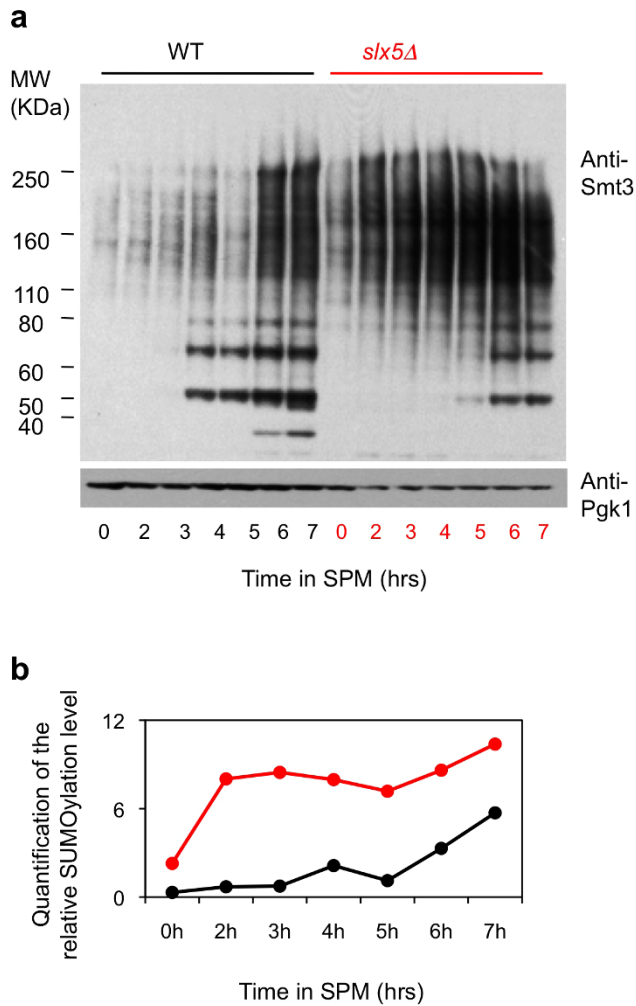 a
WT slx5Δ
MW
(KDa)
250
160
110
80
60
50
40
Anti-
Smt3
Anti-
Pgk1
0 2 3 4 5 6 7 0 2 3 4 5 6 7
Time in SPM (hrs)
b
Quantification of the
relative SUMOylation level
12
6
0
0h 2h 3h 4h 5h 6h 7h
Time in SPM (hrs)